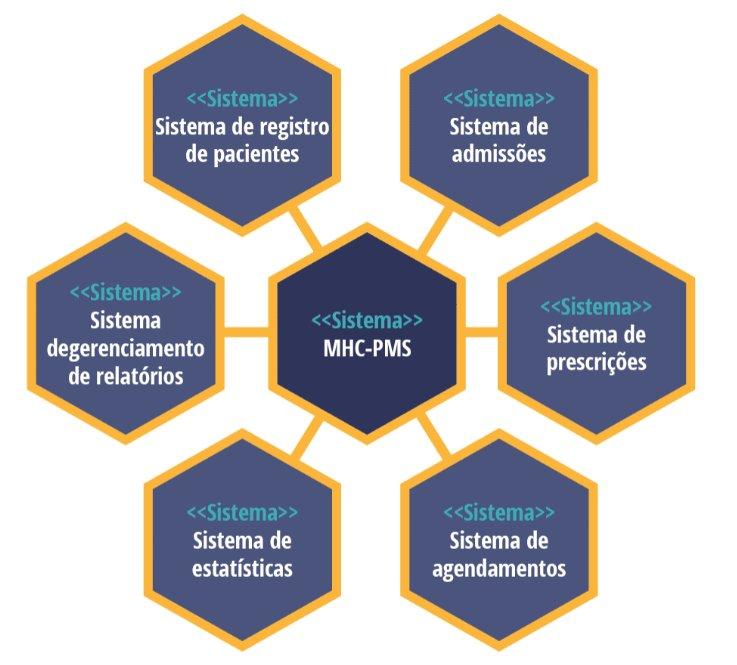 <<Sistema>>
Sistema de registro
de pacientes
<<Sistema>>
Sistema de
admissões
<<Sistema>>
Sistema
degerenciamento
de relatórios
<<Sistema>>
MHC-PMS
<<Sistema>>
Sistema de
prescrições
<<Sistema>>
Sistema de
estatísticas
<<Sistema>>
Sistema de
agendamentos